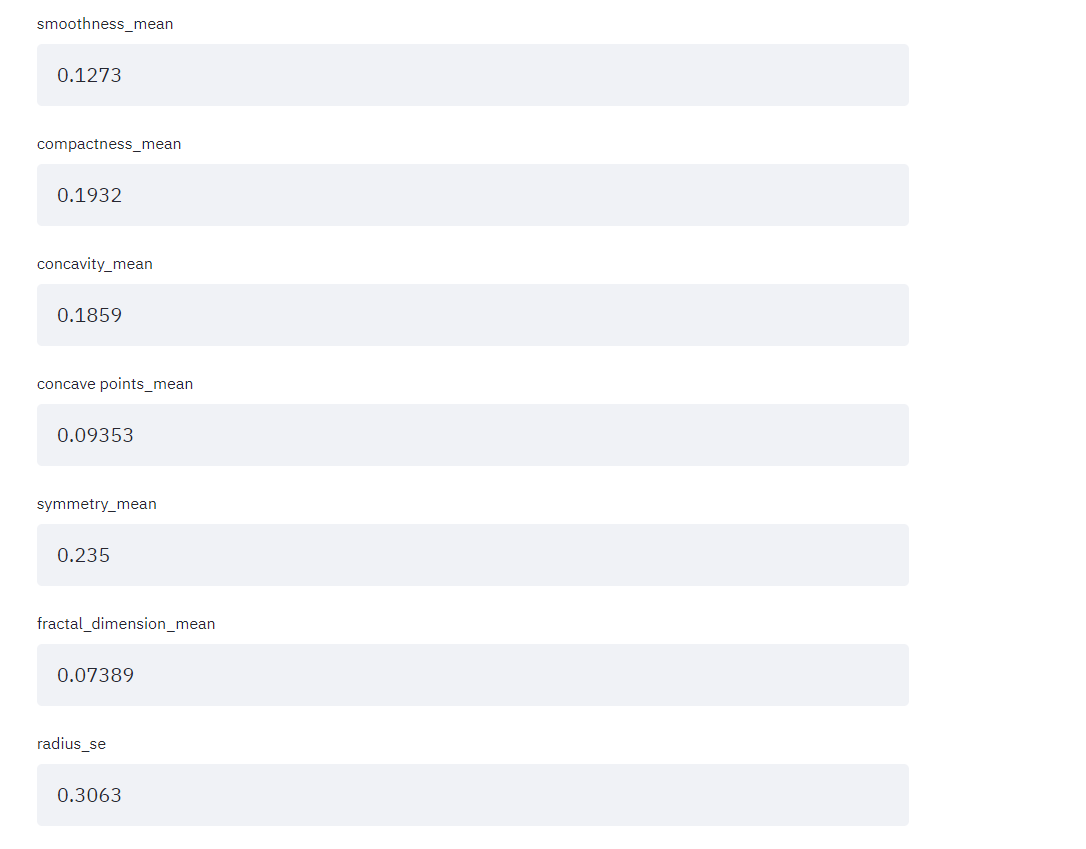 smoothness_mean
0.1273
compactness_mean
0.1932
concavity_mean
0.1859
concave points_mean
0.09353
symmetry_mean
0.235
fractal_dimension_mean
0.07389
radius_se
0.3063